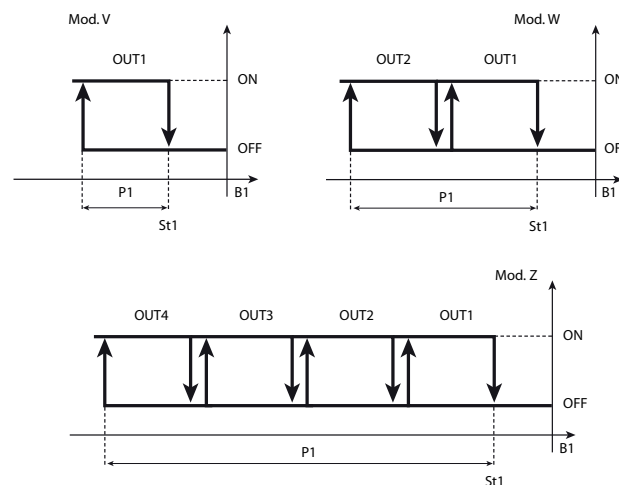 Mod. V
OUT1
ON
OFF
P1
B1
St1
Mod. W
OUT2 OUT1
ON
OF
P1
B1
St1
Mod. Z
OUT4 OUT3 OUT2 OUT1
ON
OFF
P1
B1
St1